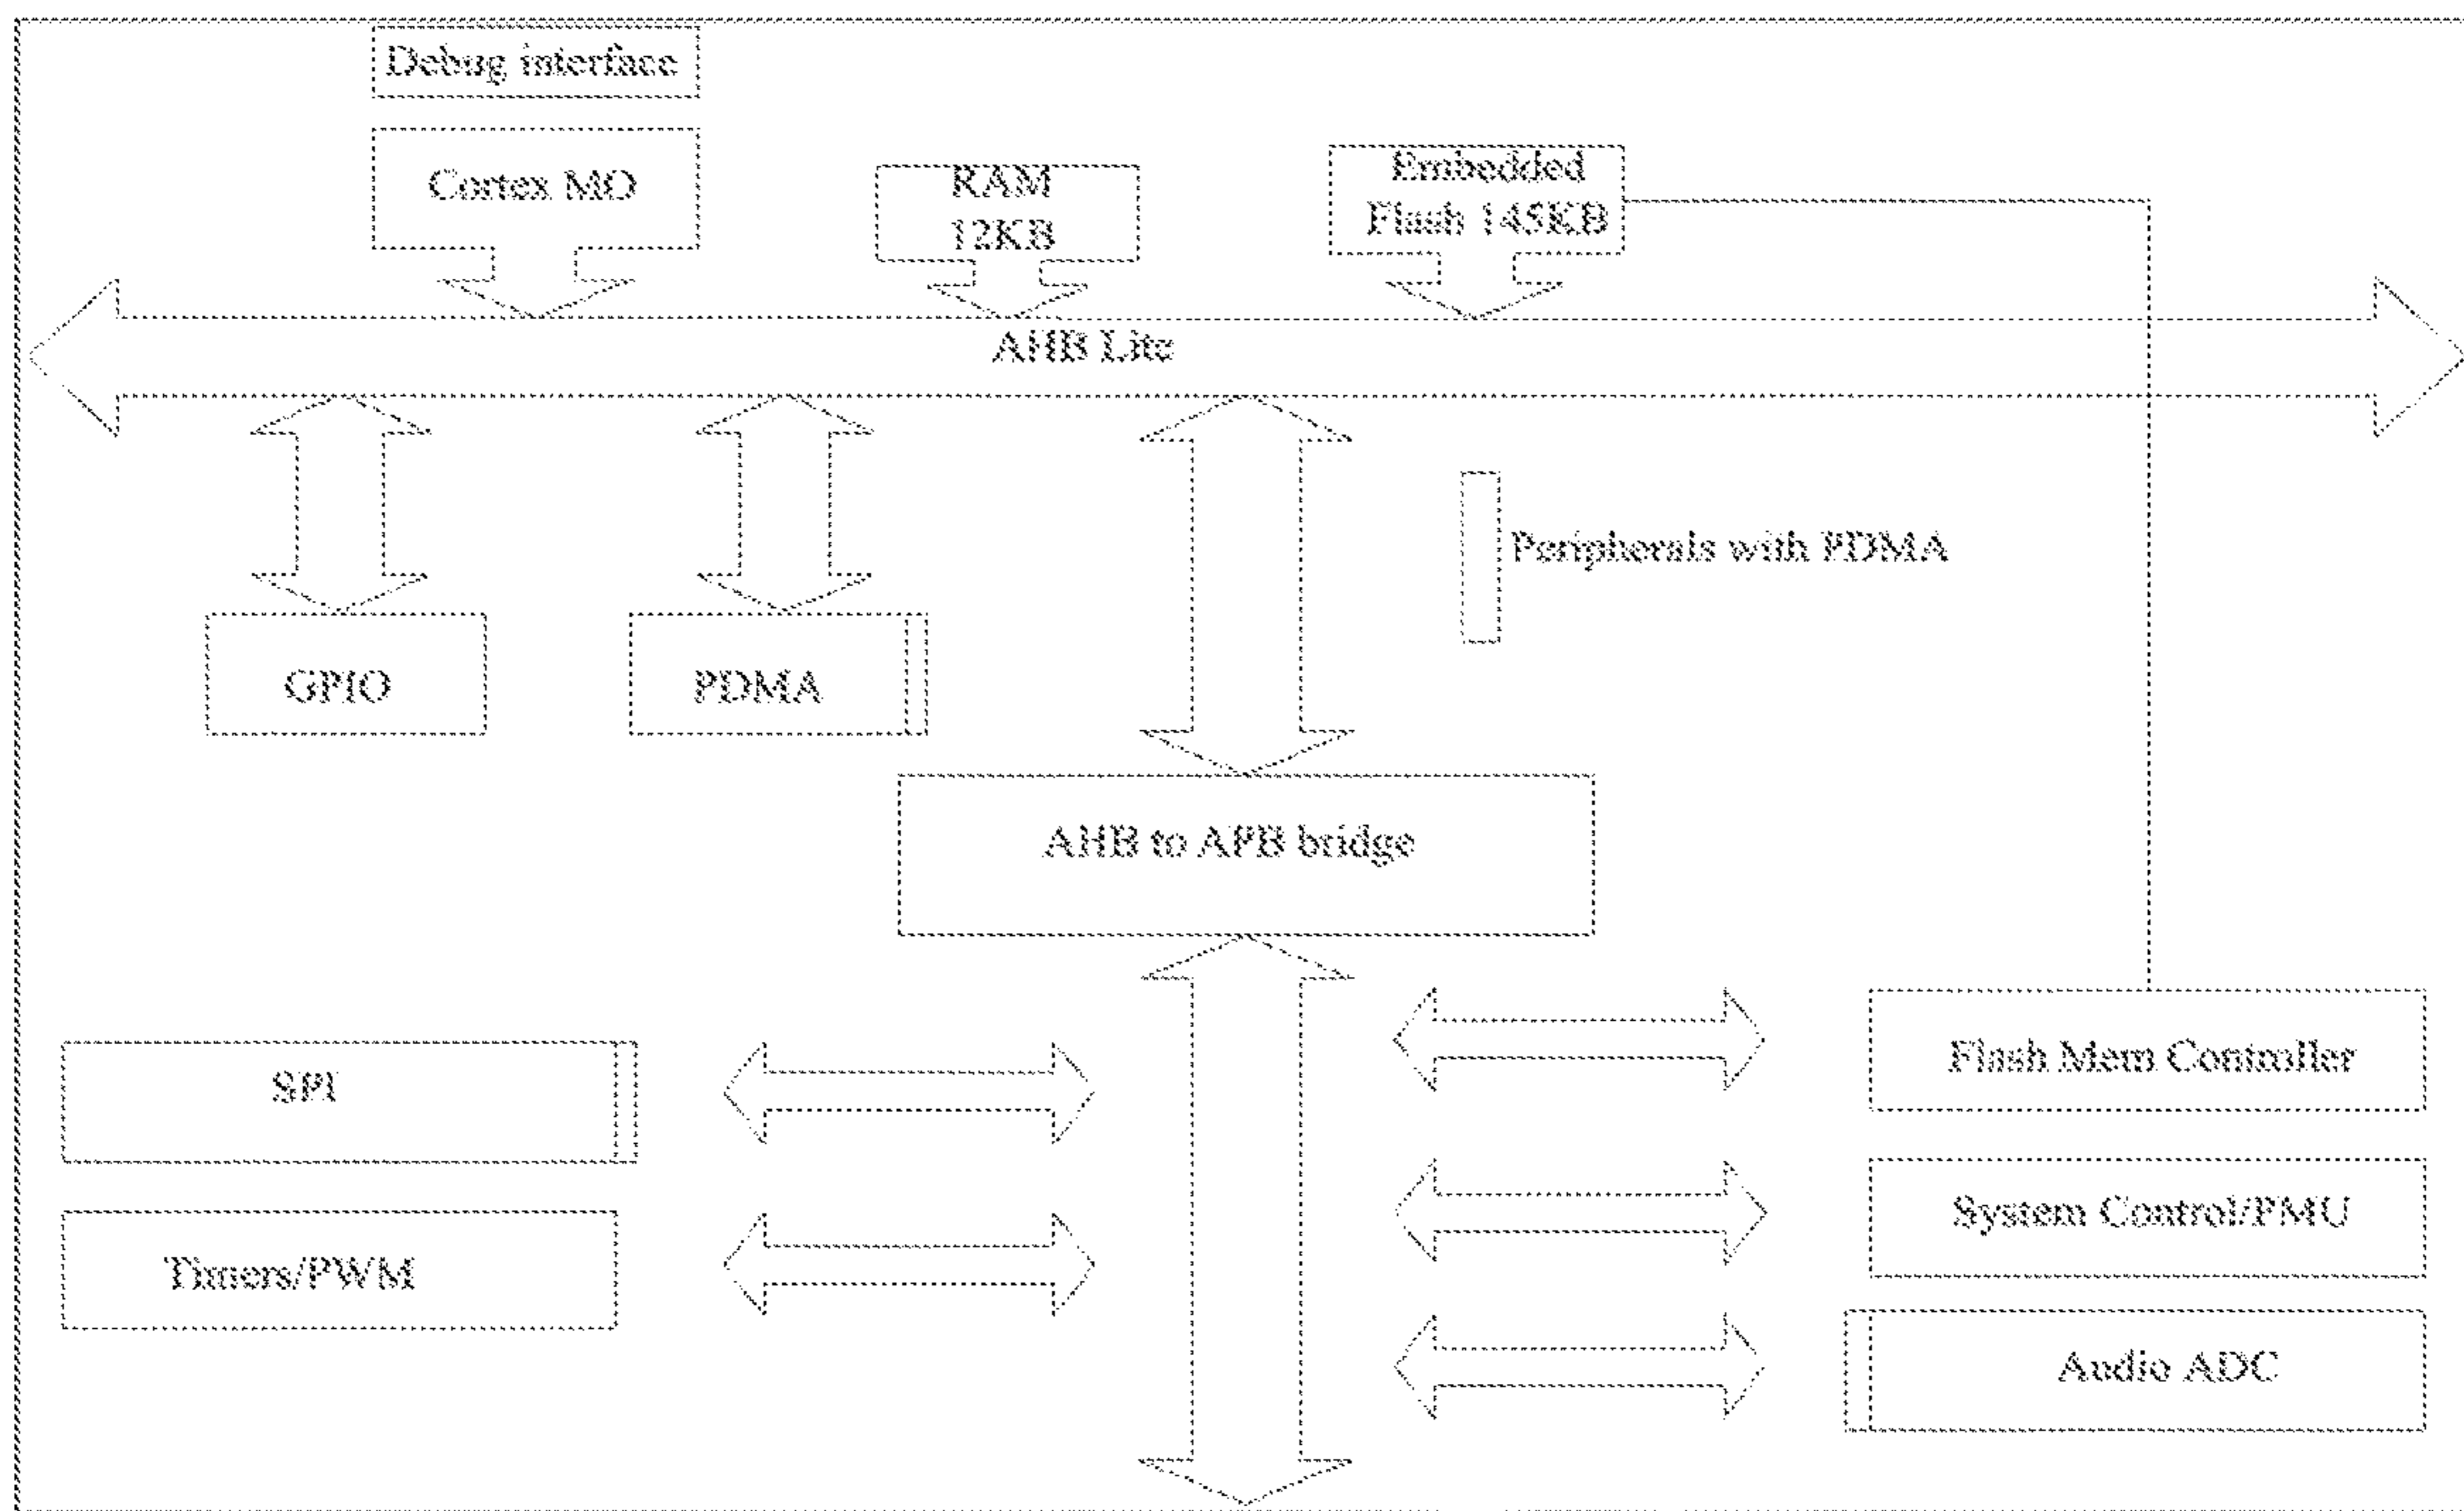 Debug interface
Cortex MO
RAM
12KB
Embedded
Flash 145KB
AHB Lite
Peripherals with PDMA
GPIO
PDMA
AHB to APB bridge
SPI
Flash Mem Controller
Timers/PWM
System Control/PMU
Audio ADC